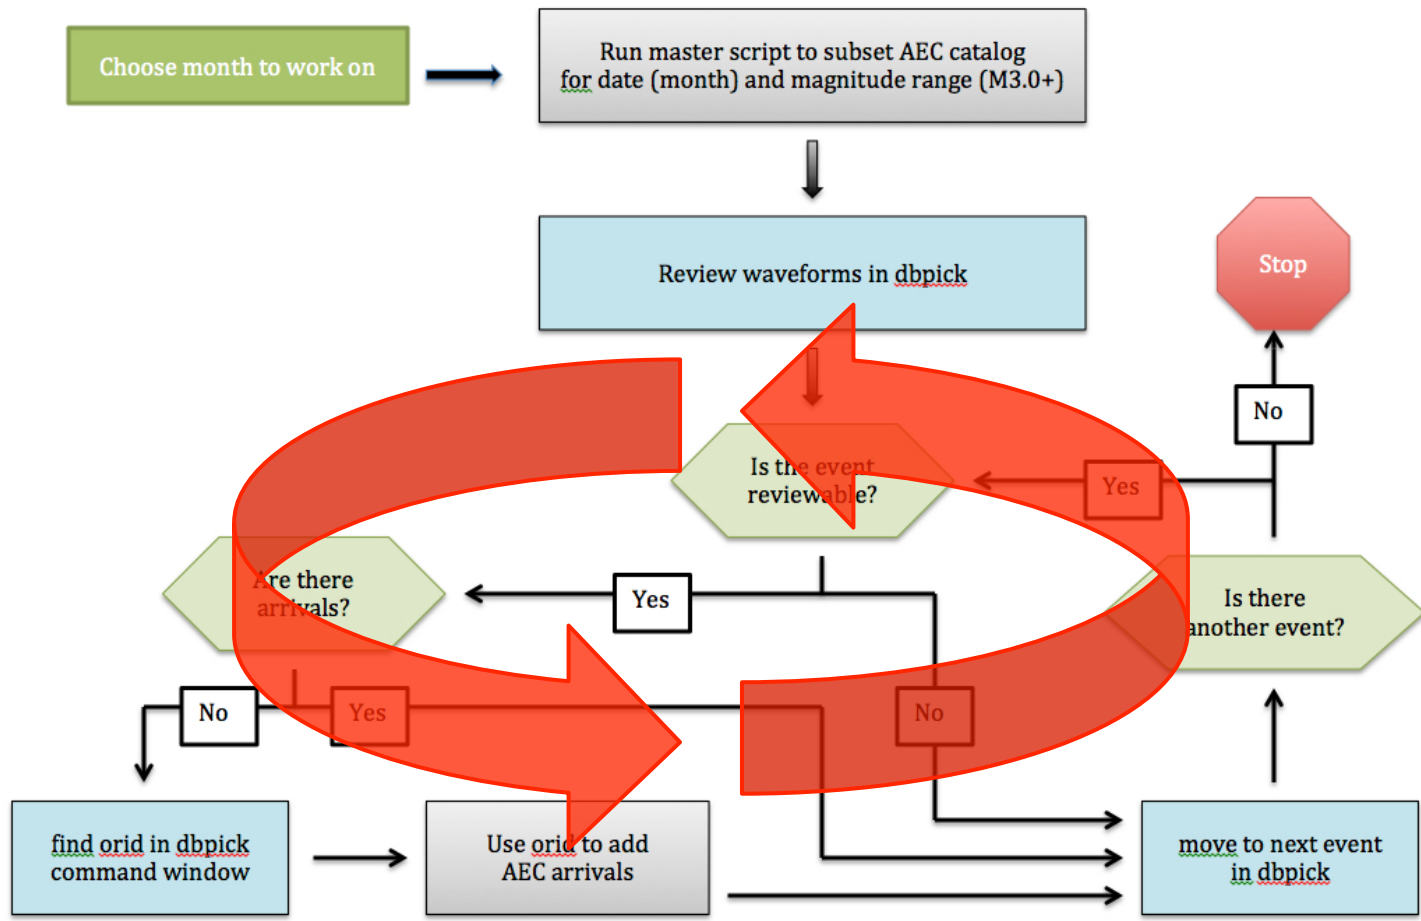 Choose month to work on
Run master script to subset AEC catalog
for date (month) and magnitude range (M3.0+)
Review waveforms in dbpick
Stop
No
Is the event
reviewable?
Yes
Are there
arrivals?
Yes
Is there
another event?
No
Yes
No
find orid in dbpick
command window
Use orid to add
AEC arrivals
move to next event
in dbpick